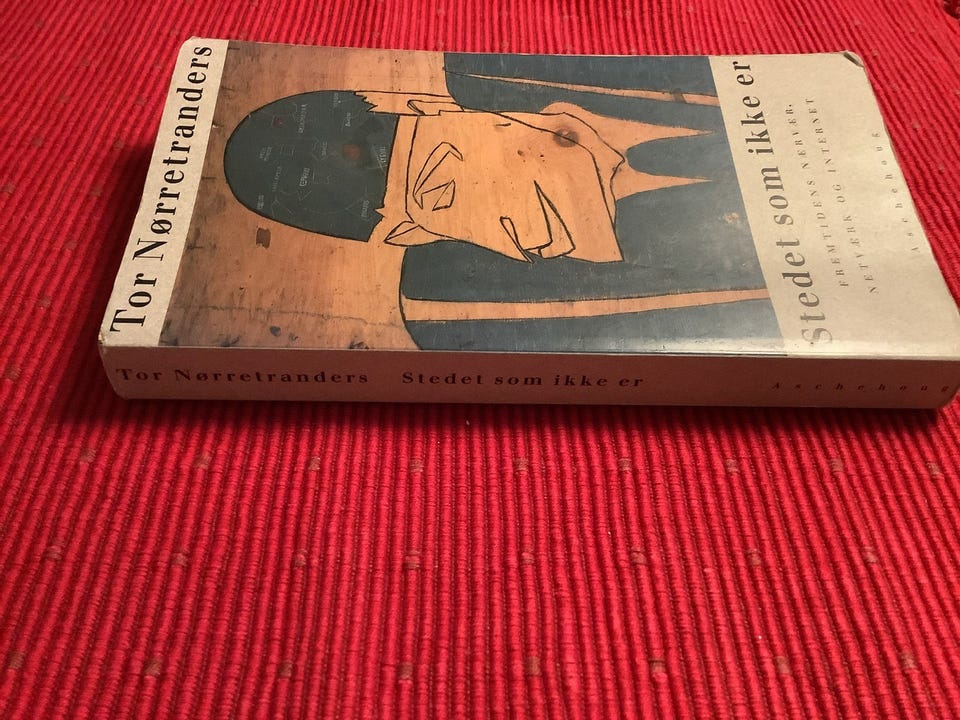 Tor Nørretranders
Stedet som ikke er
FREMTIDENS NÆRVÆR,
NETVÆRK OG INTERNET
Aschehoug
Tor Nørretranders Stedet som ikke er Aschehoug